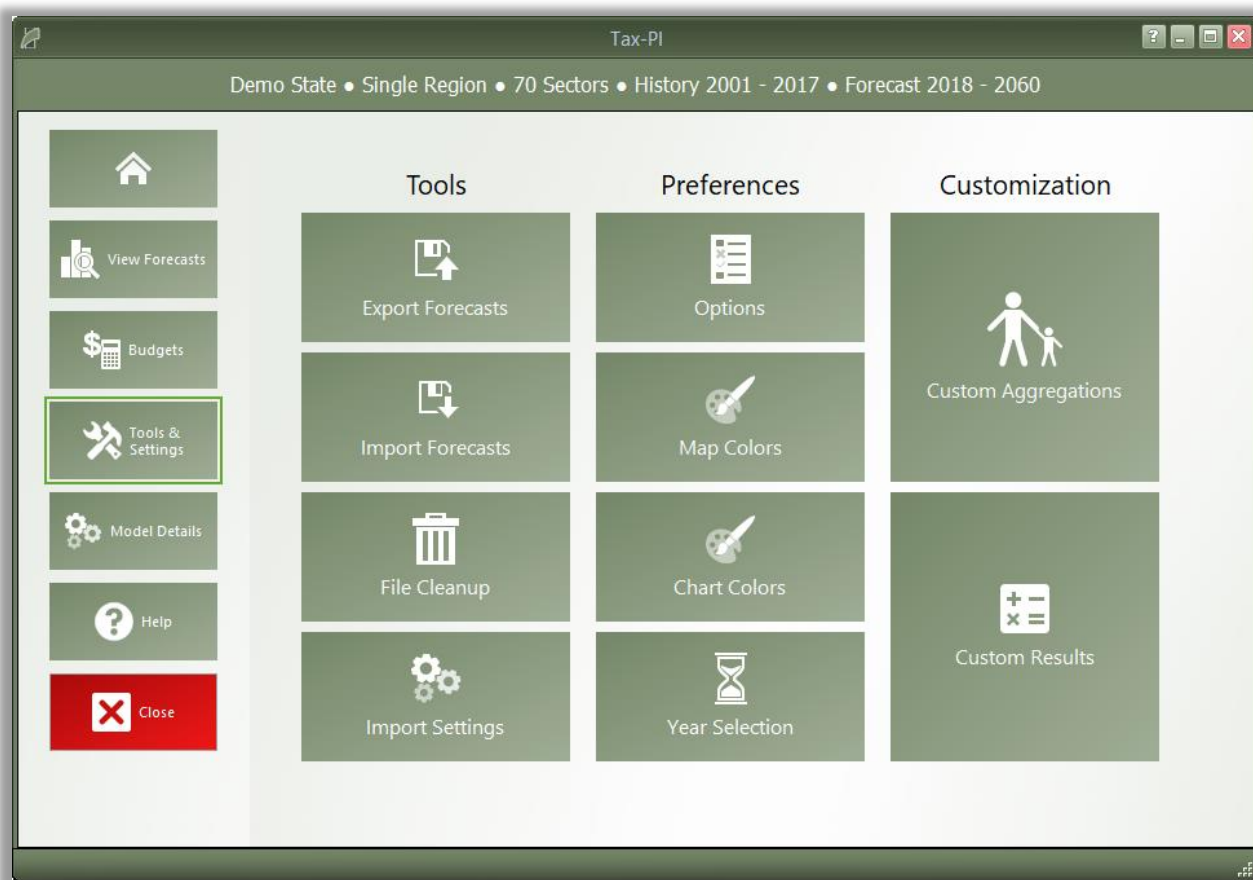 Tax-PI
Demo State ● Single Region ● 70 Sectors ● History 2001 - 2017 ● Forecast 2018 - 2060
View Forecasts
Budgets
Tools &
Settings
Model Details
Help
Close
Tools
Export Forecasts
Import Forecasts
File Cleanup
Import Settings
Preferences
Options
Map Colors
Chart Colors
Year Selection
Customization
Custom Aggregations
Custom Results